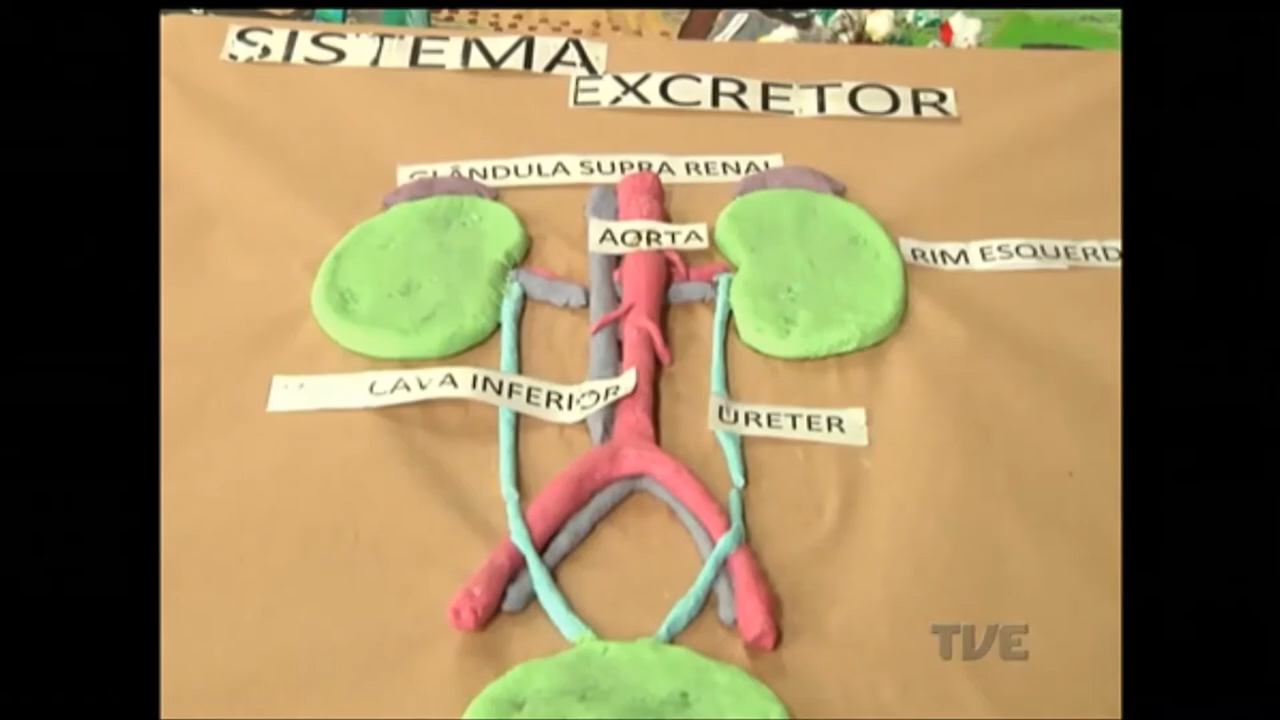 SISTEMA
EXCRETOR
GLÂNDULA SUPRA RENAL
AORTA
RIM ESQUERD
CAVA INFERIOR
URETER
TVE